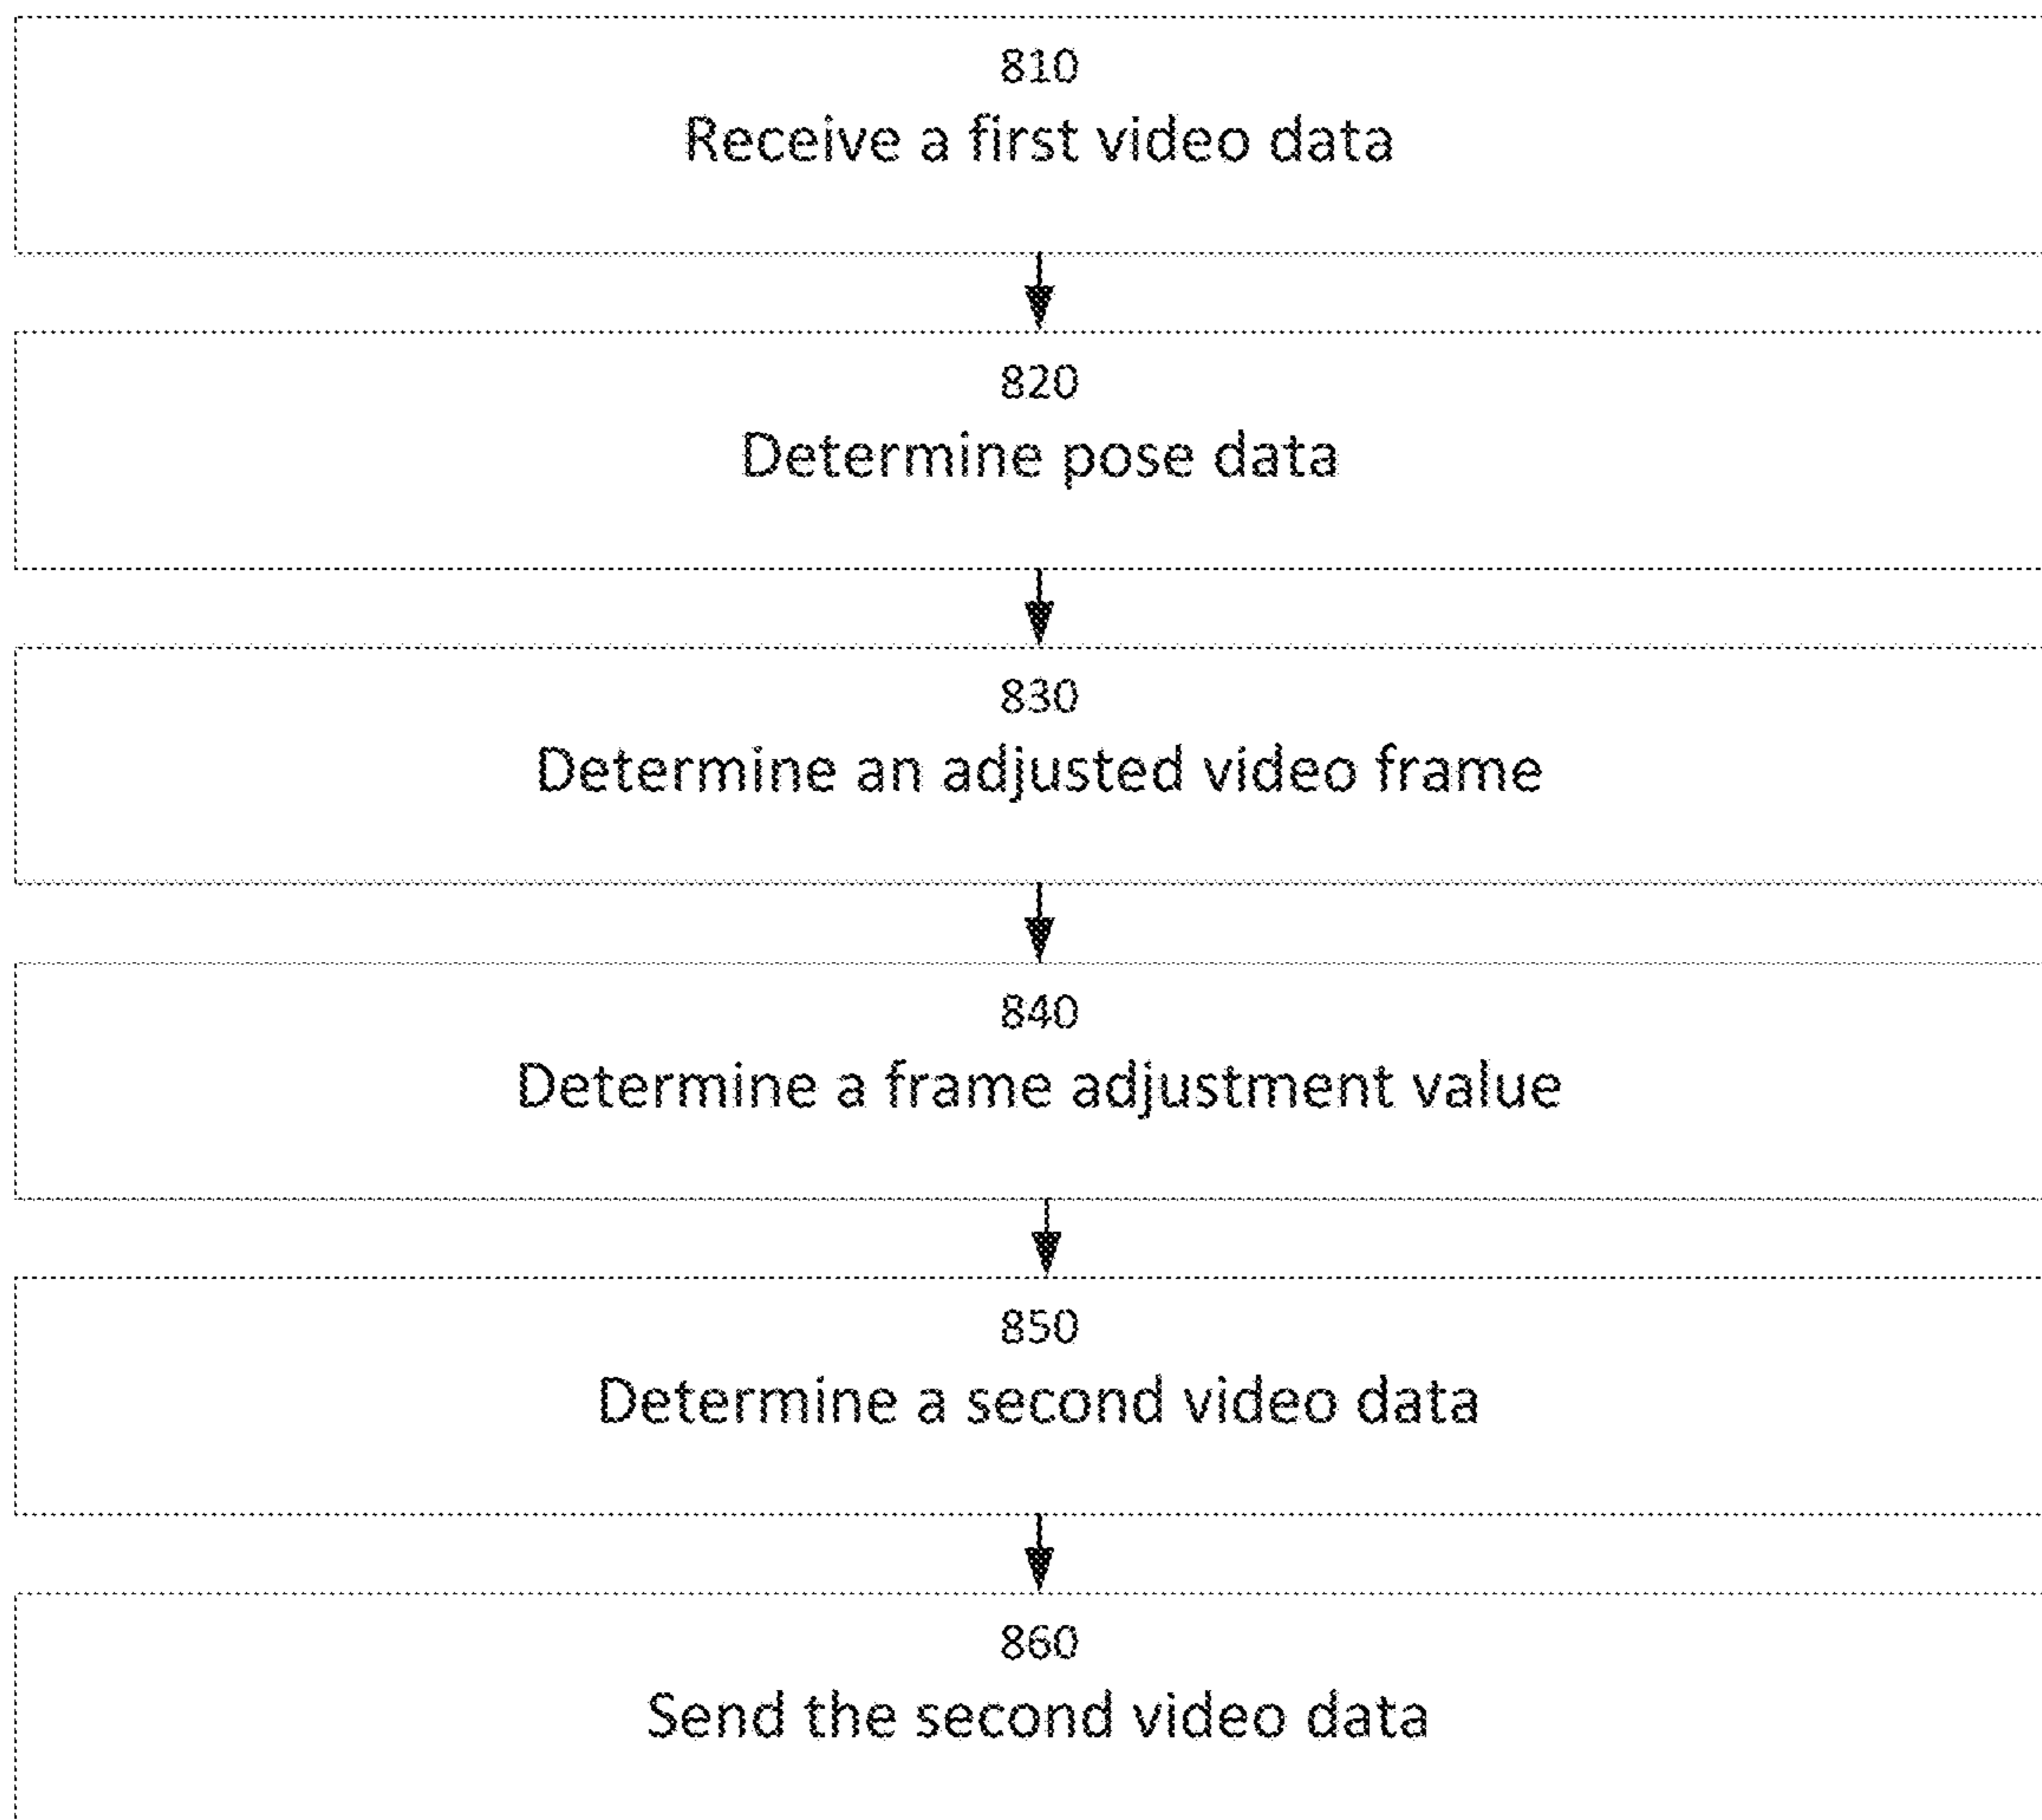 810
Receive a first video data
820
Determine pose data
830
Determine an adjusted video frame
840
Determine a frame adjustment value
850
Determine a second video data
860
Send the second video data